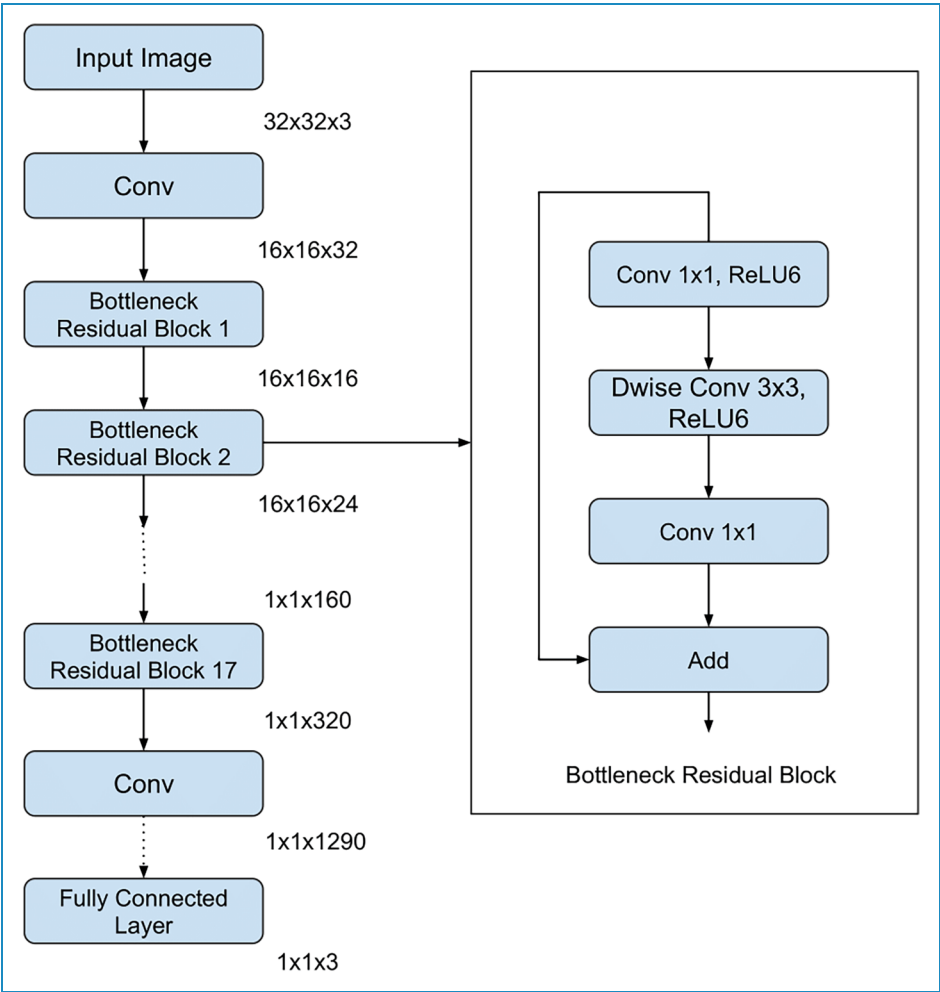 Input Image
32x32x3
Conv
16x16x32
Bottleneck
Residual Block 1
16x16x16
Bottleneck
Residual Block 2
16x16x24
1x1x160
Bottleneck
Residual Block 17
1x1x320
Conv
1x1x1290
Fully Connected
Layer
1x1x3
Conv 1x1, ReLU6
Dwise Conv 3x3,
ReLU6
Conv 1x1
Add
Bottleneck Residual Block